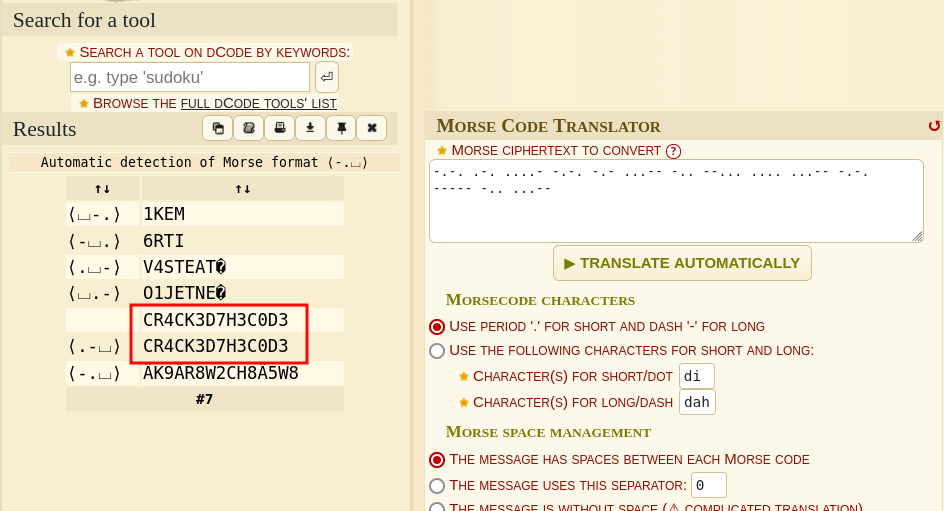 Search for a tool
★ Search a tool on dCode by keywords:
e.g. type 'sudoku'
★ Browse the full dCode tools' list
Results
Automatic detection of Morse format (-.⎵)
↑↓ ↑↓
(⎵-.) 1KEM
(-⎵.) 6RTI
(.⎵-) V4STEAT�
(⎵.-) O1JETNE�
CR4CK3D7H3C0D3
(.-⎵) CR4CK3D7H3C0D3
(-.⎵) AK9AR8W2CH8A5W8
#7
Morse Code Translator
★ Morse ciphertext to convert ?
-.-. .-. ....- -.-. -.- ...-- -.. --... .... ...-- -.-.
----- -.. ...--
▶ TRANSLATE AUTOMATICALLY
Morsecode characters
Use period '.' for short and dash '-' for long
Use the following characters for short and long:
★ Character(s) for short/dot di
★ Character(s) for long/dash dah
Morse space management
The message has spaces between each Morse code
The message uses this separator: 0
The message is without space (⚠ complicated translation)